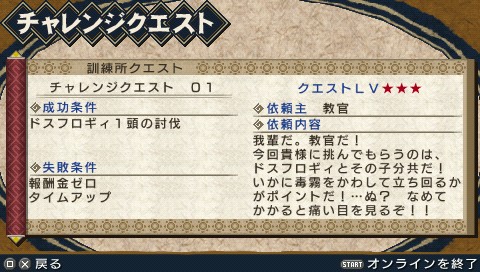 チャレンジクエスト
訓練所クエスト
チャレンジクエスト 01
成功条件
ドスフロギィ1頭の討伐
失敗条件
報酬金ゼロ
タイムアップ
クエストLV★★★
依頼主 教官
依頼内容
我輩だ。教官だ!
今回貴様に挑んでもらうのは、
ドスフロギィとその子分共だ!
いかに毒霧をかわして立ち回るか
がポイントだ!…ぬ? なめて
かかると痛い目を見るぞ!!
□✕戻る
START オンラインを終了